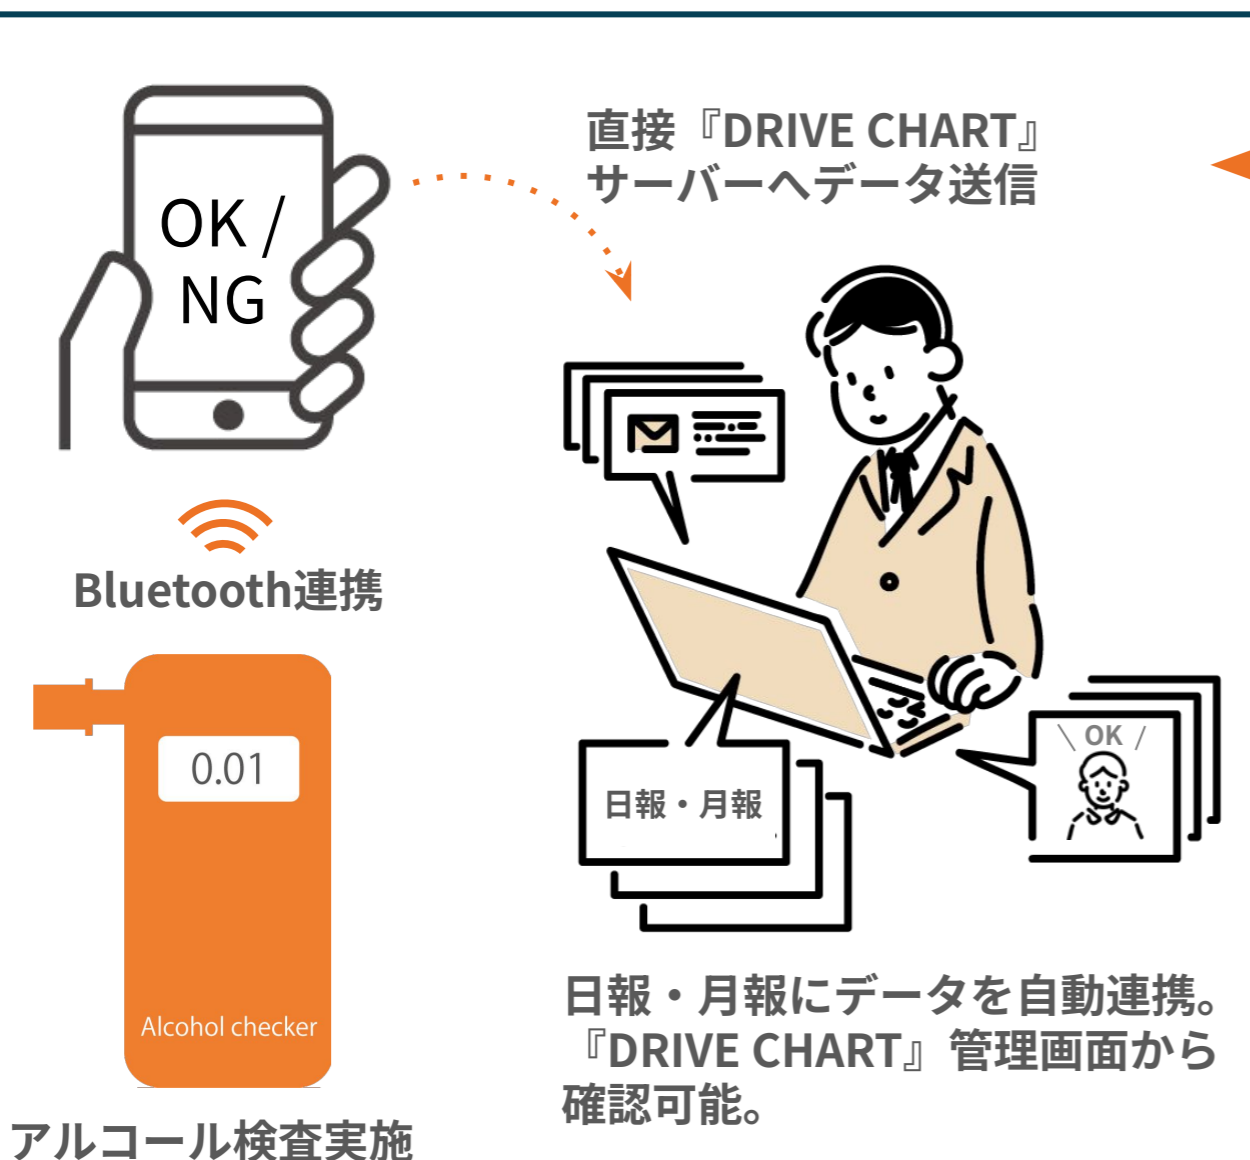 OK /
NG
Bluetooth連携
0.01
Alcohol checker
アルコール検査実施
直接『DRIVE CHART』
サーバーへデータ送信
日報・月報
\ OK /
日報・月報にデータを自動連携。
『DRIVE CHART』管理画面から
確認可能。